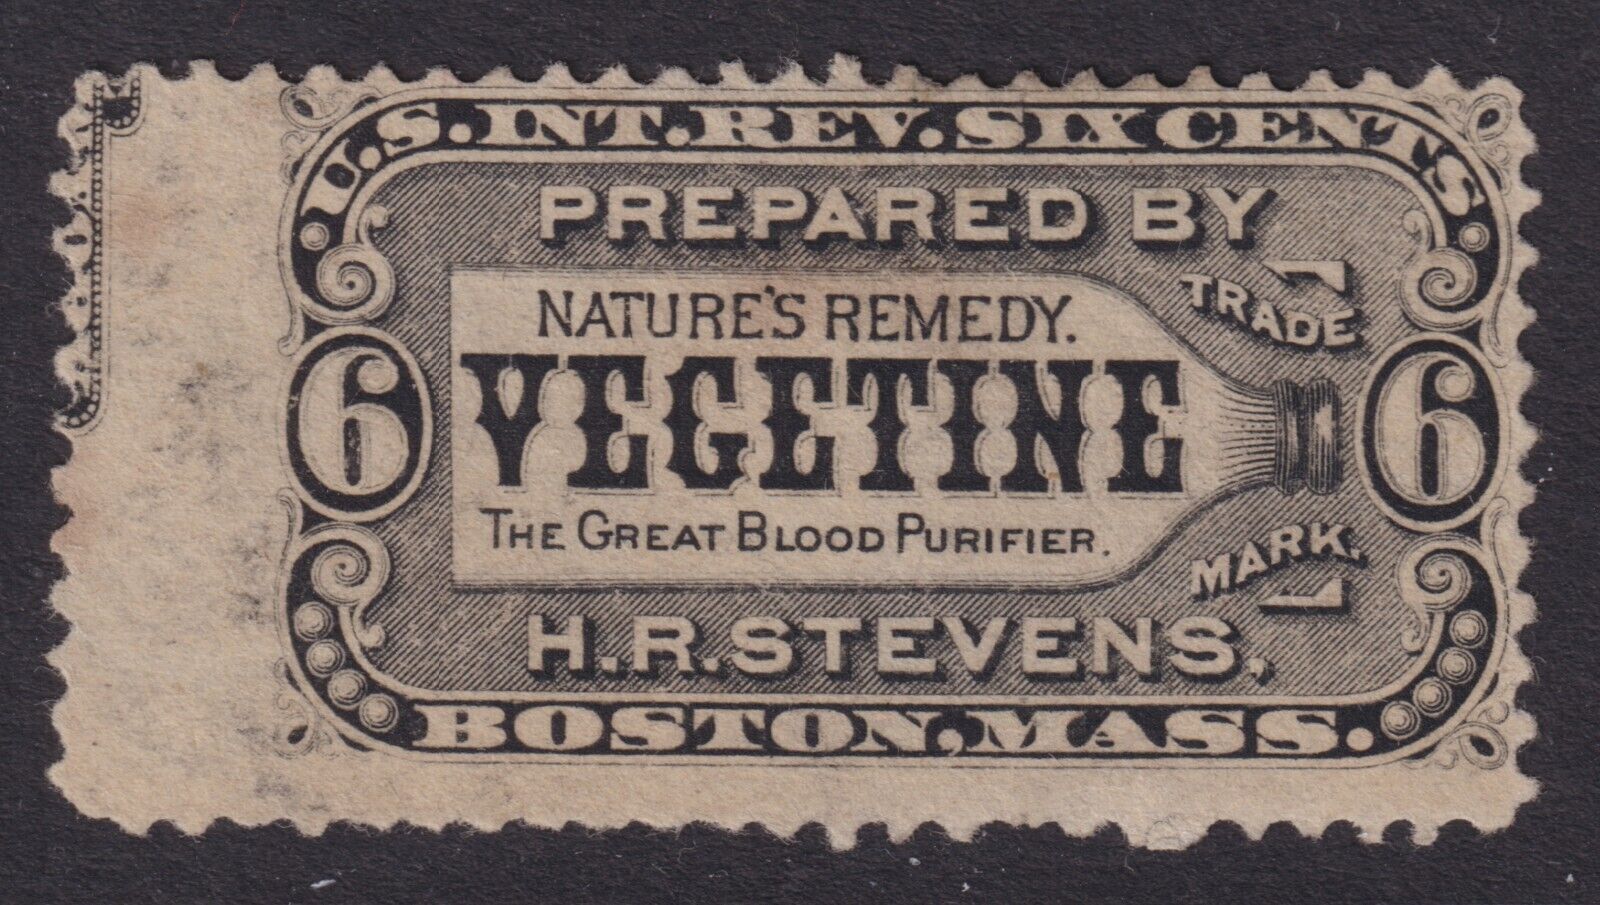 U.S. INT. REV. SIX CENTS.
PREPARED BY
NATURE'S REMEDY.
VEGETINE
THE GREAT BLOOD PURIFIER.
TRADE
MARK.
6
6
H.R. STEVENS,
BOSTON, MASS.